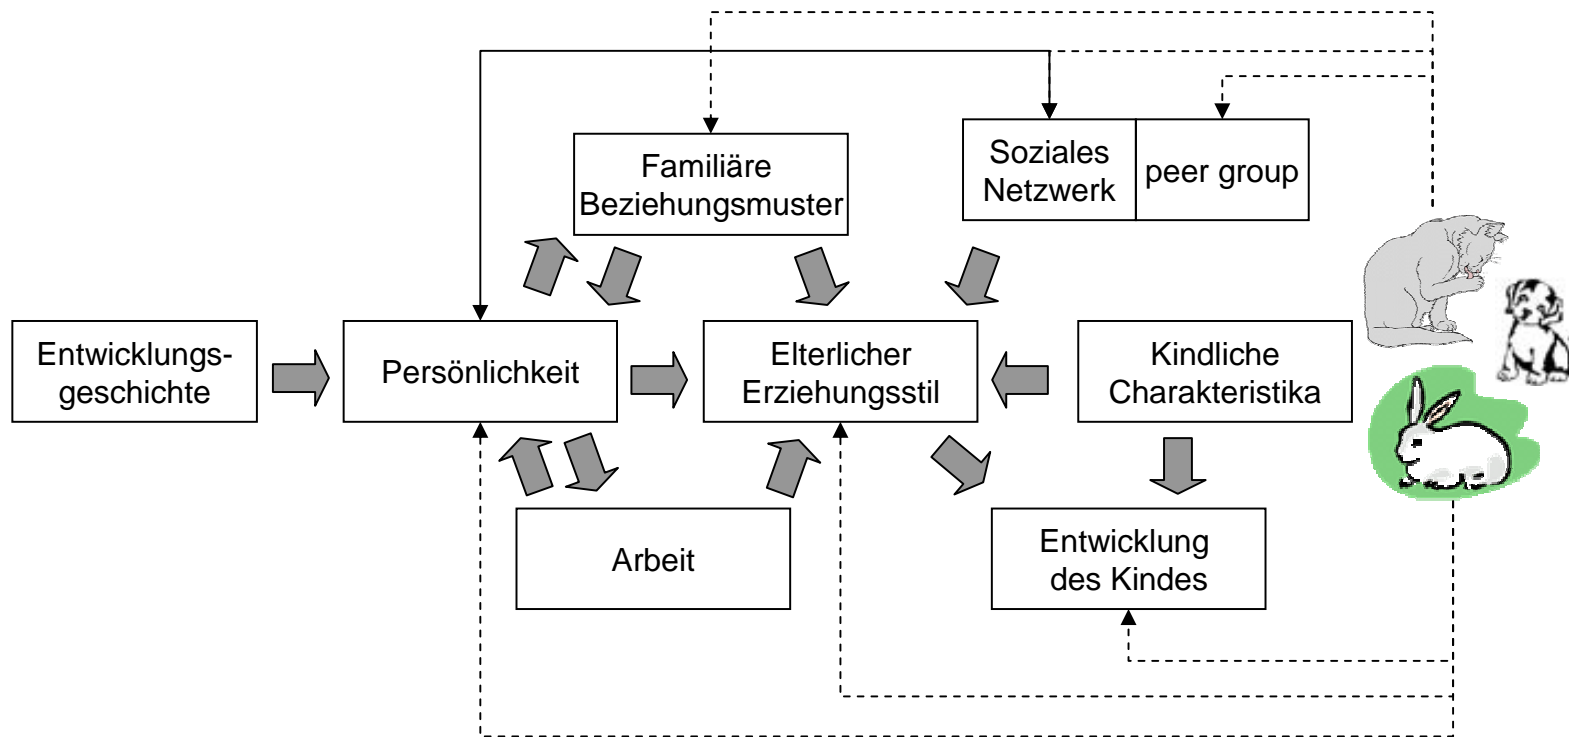 Familiäre
Beziehungsmuster
Soziales
Netzwerk
peer group
Entwicklungs-
geschichte
Persönlichkeit
Elterlicher
Erziehungsstil
Kindliche
Charakteristika
Arbeit
Entwicklung
des Kindes